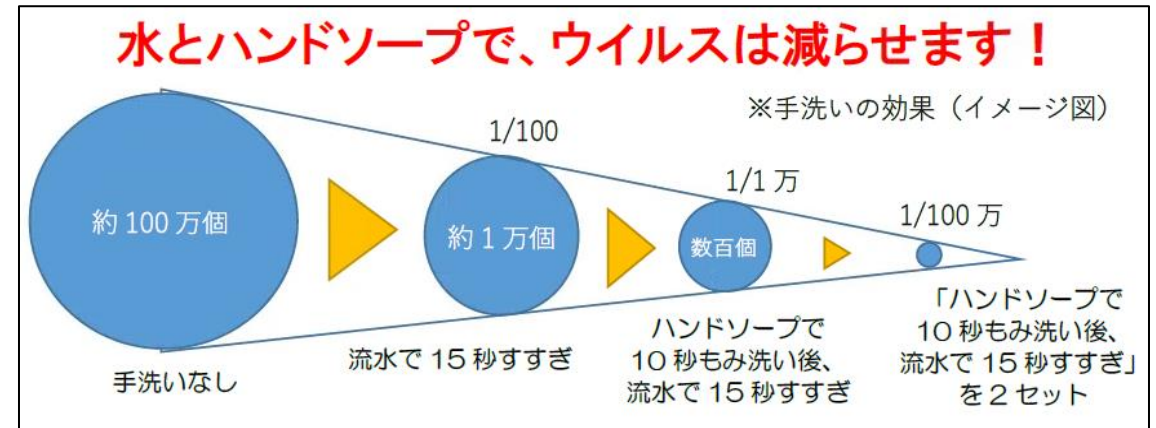 水とハンドソープで、ウイルスは減らせます！
※手洗いの効果（イメージ図）
約 100 万個
手洗いなし
1/100
約 1 万個
流水で 15 秒すすぎ
1/1 万
数百個
ハンドソープで
10 秒もみ洗い後、
流水で 15 秒すすぎ
1/100 万
「ハンドソープで
10 秒もみ洗い後、
流水で 15 秒すすぎ」
を２セット